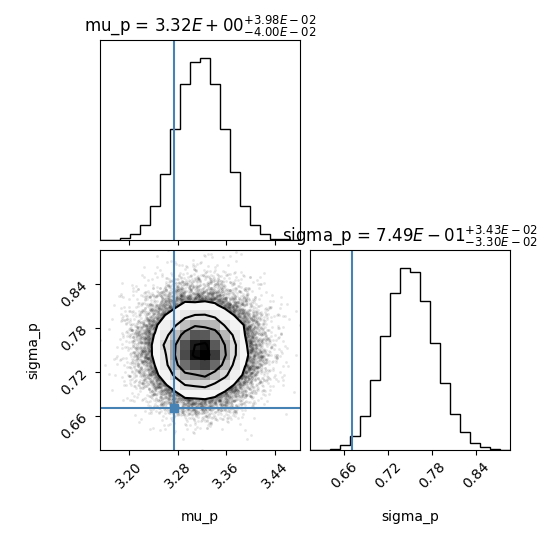 mu_p = 3.32E+00+3.98E−02−4.00E−02
sigma_p = 7.49E−01+3.43E−02−3.30E−02
sigma_p
0.84
0.78
0.72
0.66
3.20
3.28
3.36
3.44
mu_p
0.66
0.72
0.78
0.84
sigma_p